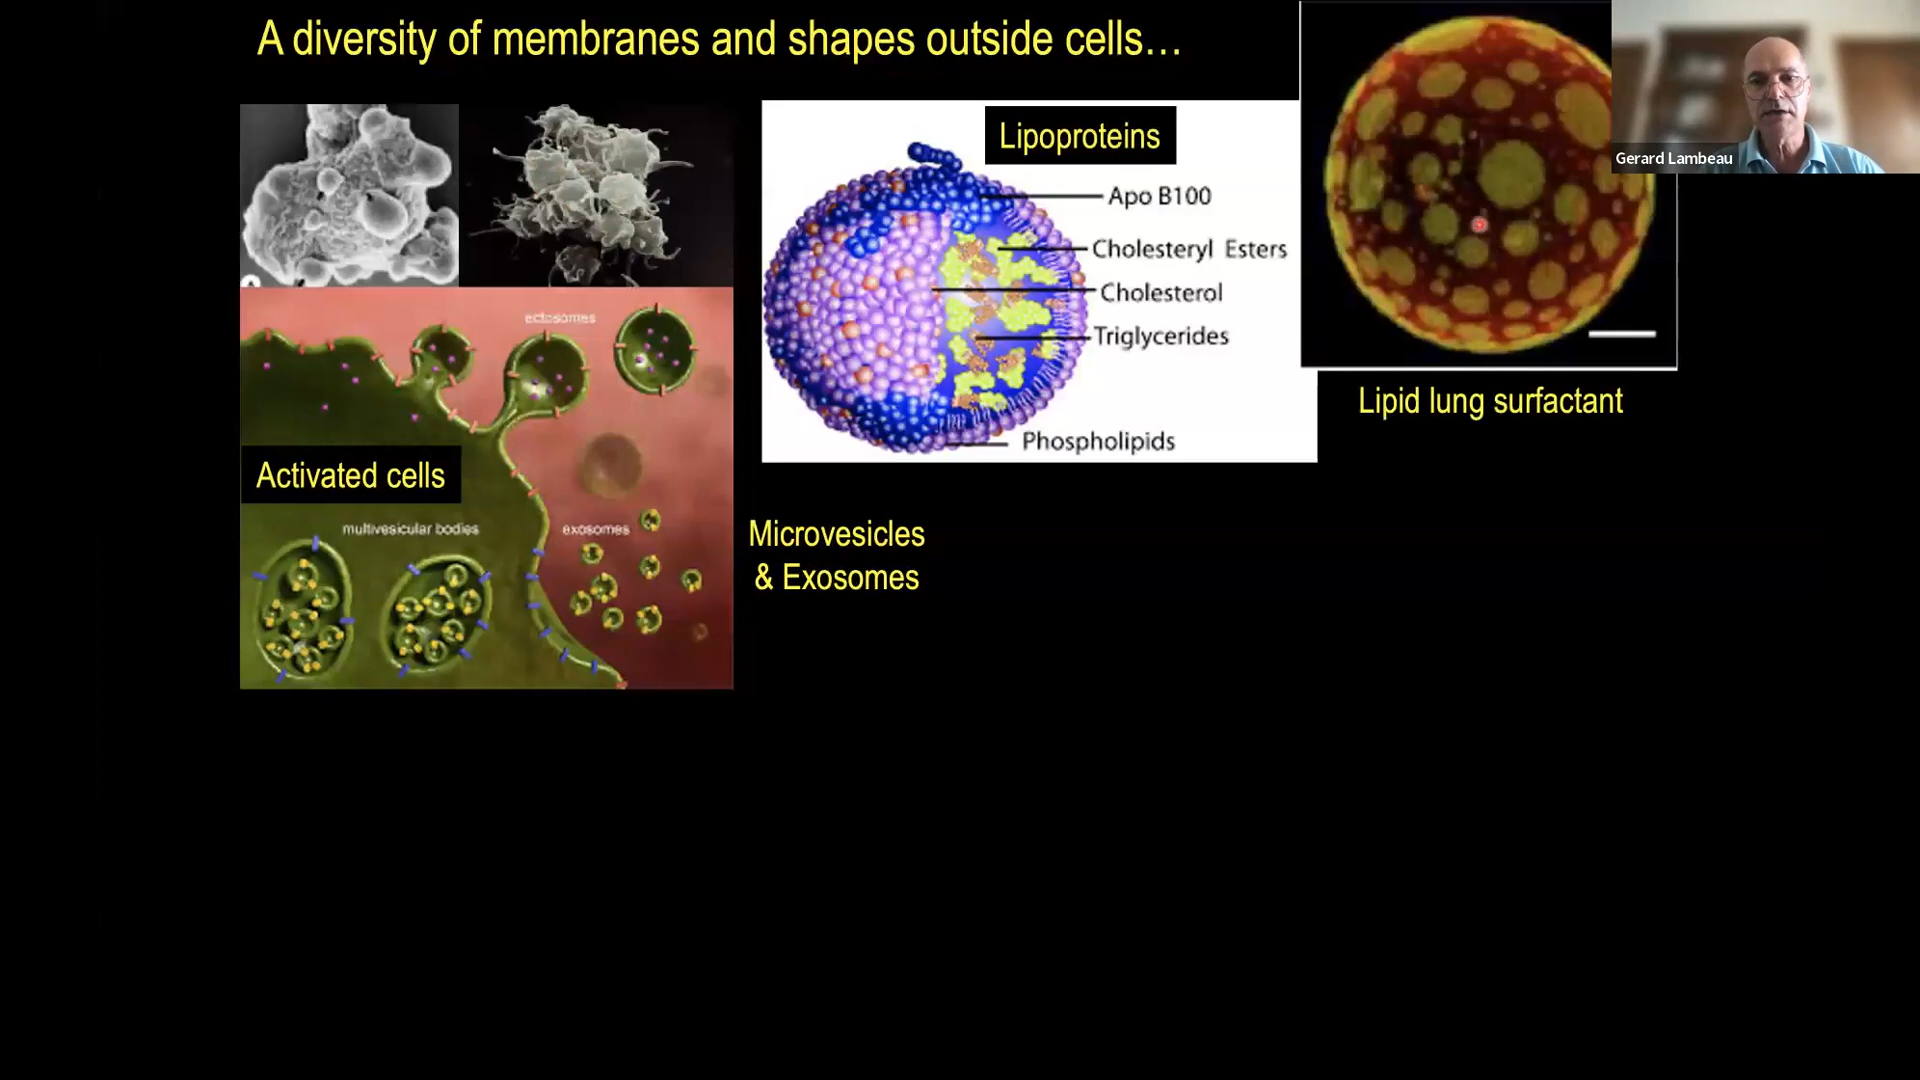 A diversity of membranes and shapes outside cells…
Gerard Lambeau
Lipoproteins
Apo B100
Cholesteryl Esters
Cholesterol
Triglycerides
Phospholipids
Lipid lung surfactant
ectosomes
Activated cells
multivesicular bodies
exosomes
Microvesicles
& Exosomes